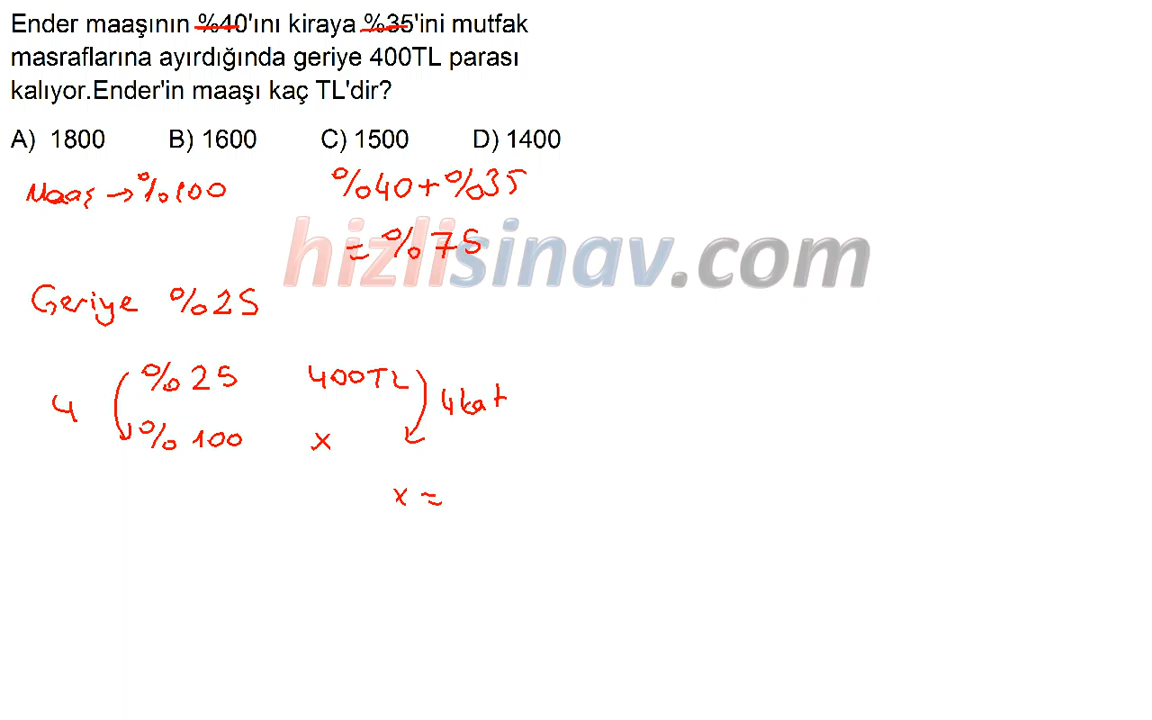 Ender maaşının %40'ını kiraya %35'ini mutfak
masraflarına ayırdığında geriye 400TL parası
kalıyor.Ender'in maaşı kaç TL'dir?
A) 1800 B) 1600 C) 1500 D) 1400
Maaş → %100 %40 + %35
= %75
hizlisinav.com
Geriye %25
%25 400TL
4 4kat
%100 x
x =